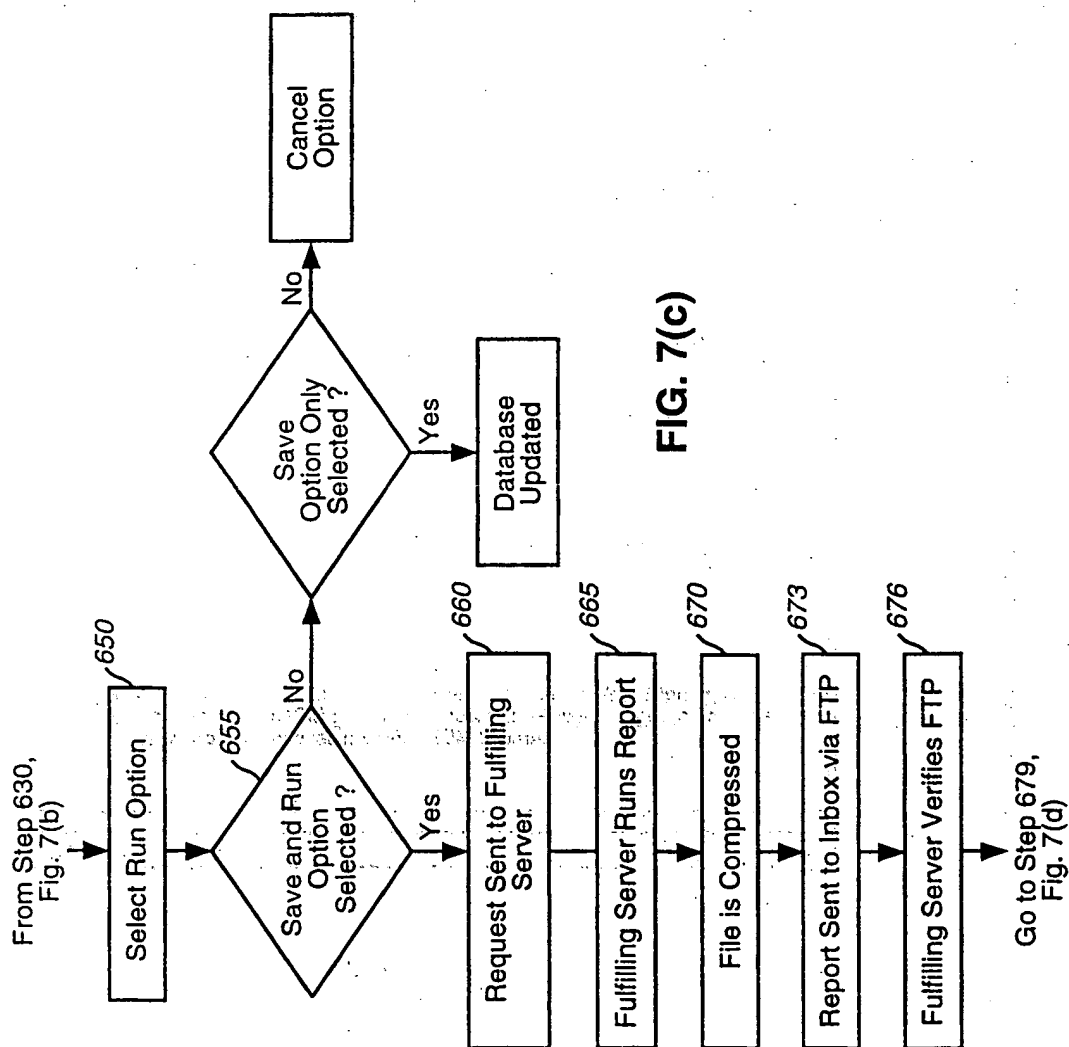 From Step 630,
Fig. 7(b)
650
Select Run Option
655
Save and Run
Option
Selected ?
No
Save
Option Only
Selected ?
No
Cancel
Option
Yes
Database
Updated
Yes
660
Request Sent to Fulfilling
Server
665
Fulfilling Server Runs Report
670
File is Compressed
673
Report Sent to Inbox via FTP
676
Fulfilling Server Verifies FTP
Go to Step 679,
Fig. 7(d)
FIG. 7(c)